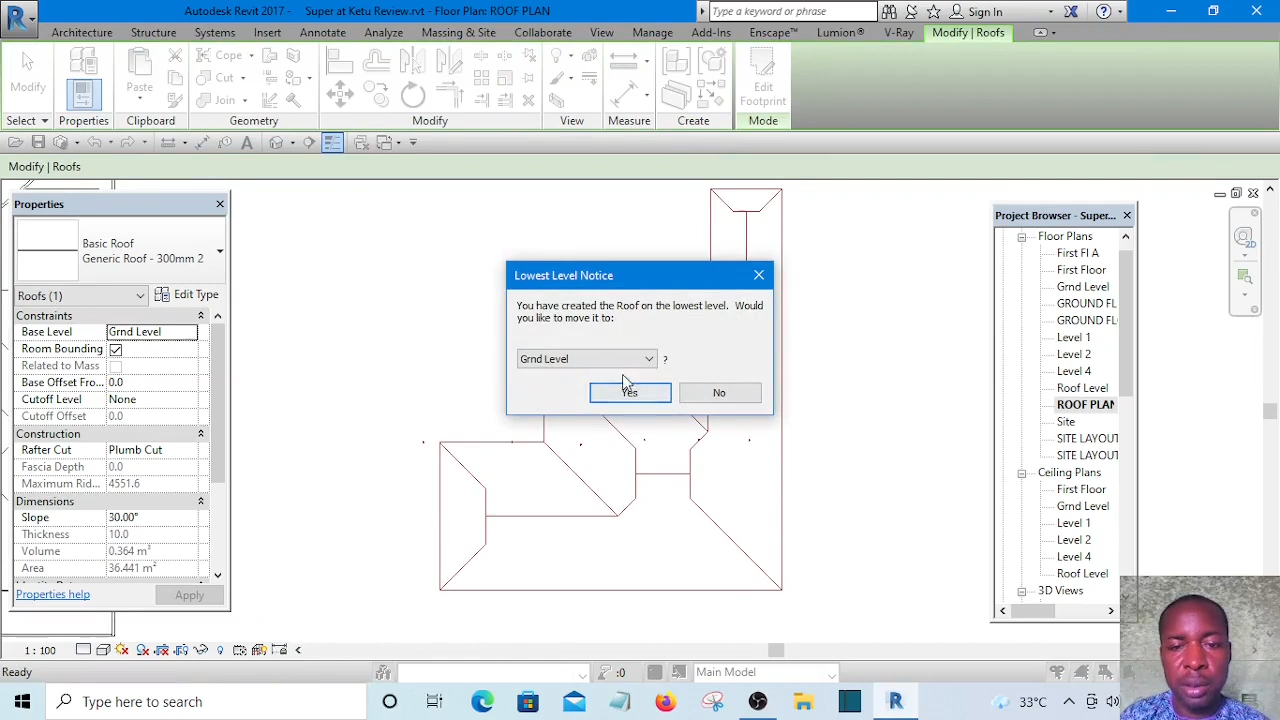 Autodesk Revit 2017 - Super at Ketu Review.rvt - Floor Plan: ROOF PLAN
Type a keyword or phrase
Sign In
Architecture Structure Systems Insert Annotate Analyze Massing & Site Collaborate View Manage Add-Ins Enscape™ Lumion® V-Ray Modify | Roofs
Modify
Paste
Cope
Cut
Join
Edit
Footprint
Select Properties Clipboard Geometry Modify View Measure Create Mode
Modify | Roofs
Properties
Basic Roof
Generic Roof - 300mm 2
Roofs (1)
Edit Type
Constraints
Base Level Grnd Level
Room Bounding
Related to Mass
Base Offset Fro... 0.0
Cutoff Level None
Cutoff Offset 0.0
Construction
Rafter Cut Plumb Cut
Fascia Depth 0.0
Maximum Rid... 4551.6
Dimensions
Slope 30.00°
Thickness 10.0
Volume 0.364 m³
Area 36.441 m²
Properties help
Apply
Lowest Level Notice
You have created the Roof on the lowest level. Would
you like to move it to:
Grnd Level
?
Yes
No
Project Browser - Super...
Floor Plans
First Fl A
First Floor
Grnd Level
GROUND FL
GROUND FL
Level 1
Level 2
Level 4
Roof Level
ROOF PLAN
Site
SITE LAYOUT
SITE LAYOUT
Ceiling Plans
First Floor
Grnd Level
Level 1
Level 2
Level 4
Roof Level
3D Views
2D
1 : 100
Ready
:0
Main Model
Type here to search
33°C